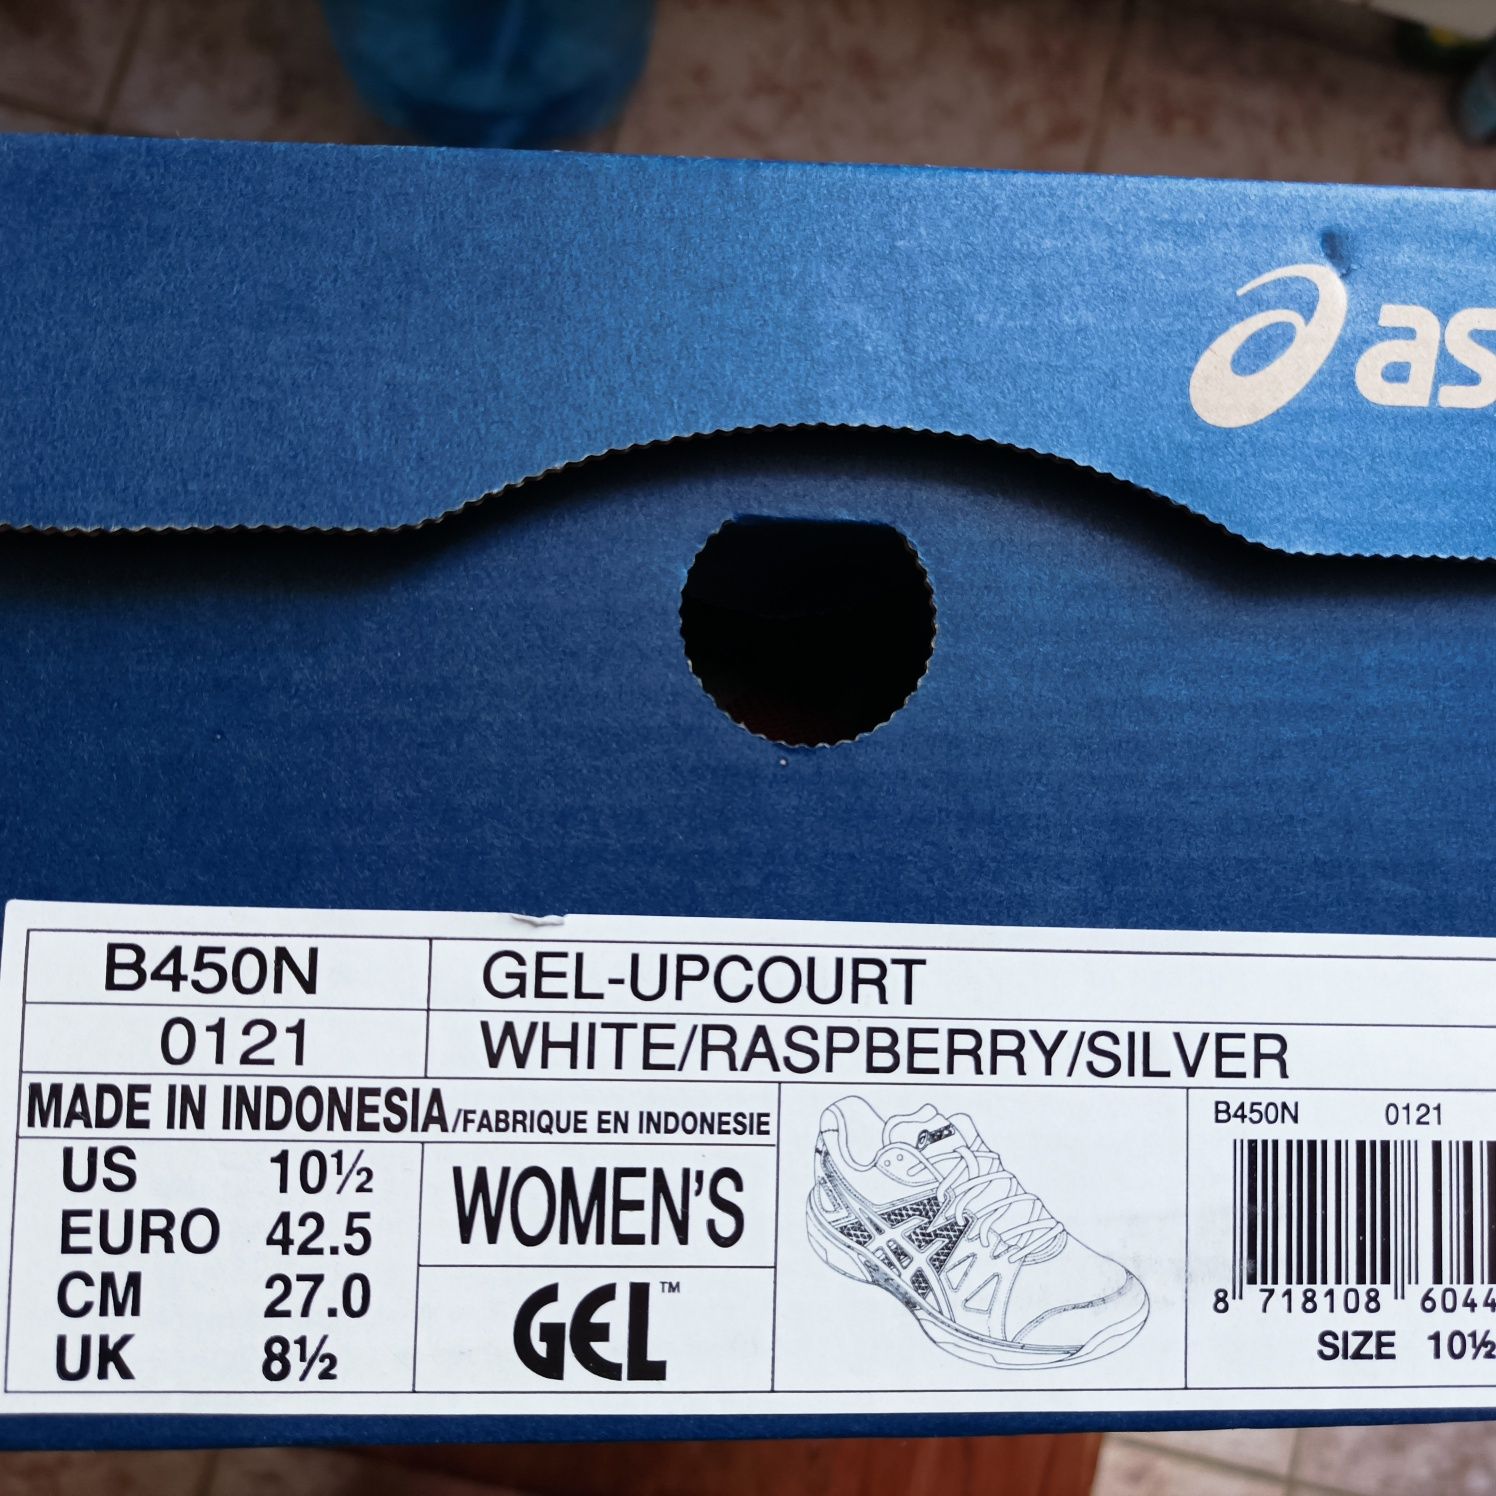 as
B450N GEL-UPCOURT
0121 WHITE/RASPBERRY/SILVER
MADE IN INDONESIA/FABRIQUE EN INDONESIE
US 10½
EURO 42.5
CM 27.0
UK 8½
WOMEN'S
GEL™
B450N 0121
8 718108 6044
SIZE 10½